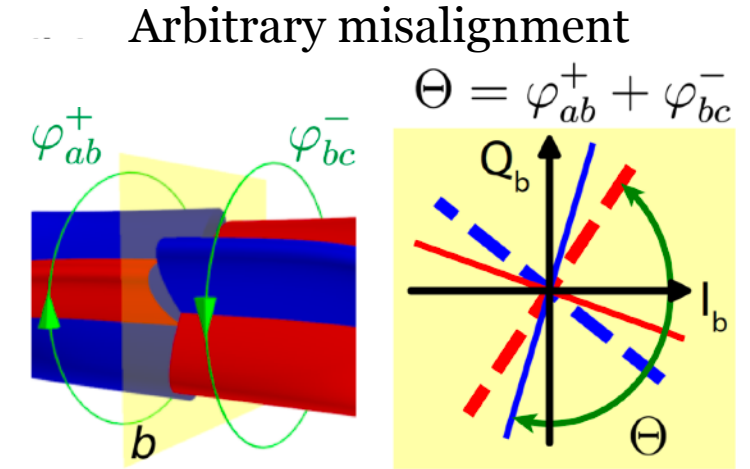 Arbitrary misalignment
Θ = φ⁺ab + φ⁻bc
φ⁺ab
φ⁻bc
b
Qb
Ib
Θ